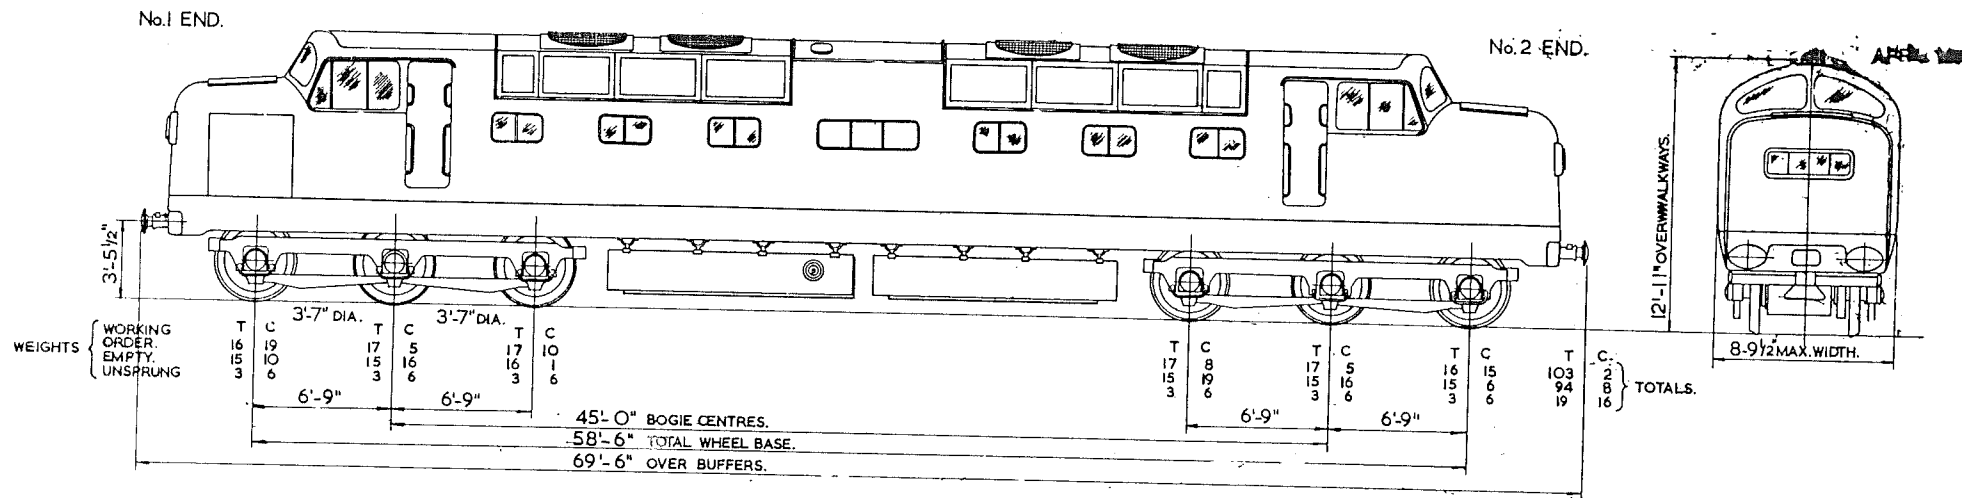 No.1 END.
No.2 END.
3'-5½"
12'-11" OVER WALKWAYS.
3'-7" DIA. 3'-7" DIA.
8-9½" MAX. WIDTH.
WEIGHTS
WORKING ORDER.
EMPTY.
UNSPRUNG
T C T C T C T C T C T C T C.
16 19 17 5 17 10 17 8 17 5 16 15 103 2
15 10 15 16 16 1 15 19 15 16 15 6 94 8
3 6 3 6 3 6 3 6 3 6 3 6 19 16
TOTALS.
6'-9" 6'-9" 6'-9" 6'-9"
45'-0" BOGIE CENTRES.
58'-6" TOTAL WHEEL BASE.
69'-6" OVER BUFFERS.